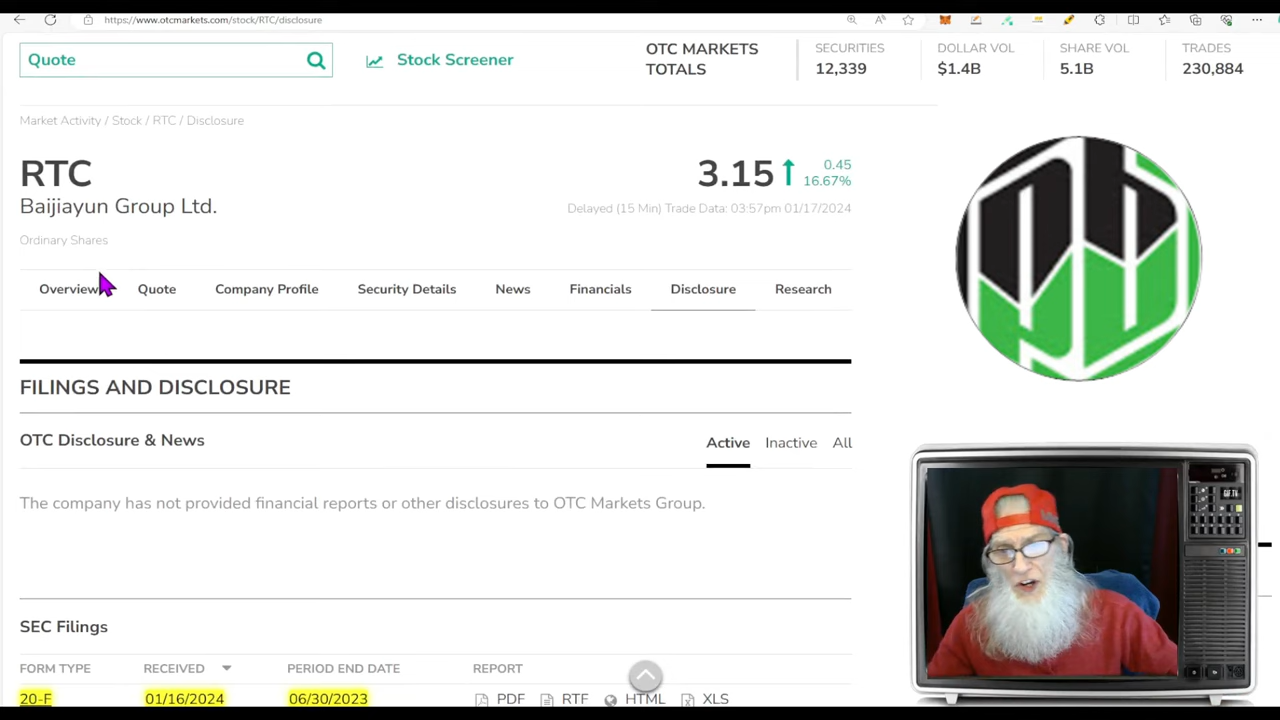 https://www.otcmarkets.com/stock/RTC/disclosure
Quote
Stock Screener
OTC MARKETS
TOTALS
SECURITIES
12,339
DOLLAR VOL
$1.4B
SHARE VOL
5.1B
TRADES
230,884
Market Activity / Stock / RTC / Disclosure
RTC
3.15
0.45
16.67%
Baijiayun Group Ltd.
Delayed (15 Min) Trade Data: 03:57pm 01/17/2024
Ordinary Shares
Overview Quote Company Profile Security Details News Financials Disclosure Research
FILINGS AND DISCLOSURE
OTC Disclosure & News
Active Inactive All
The company has not provided financial reports or other disclosures to OTC Markets Group.
SEC Filings
FORM TYPE RECEIVED PERIOD END DATE REPORT
20-F 01/16/2024 06/30/2023 PDF RTF HTML XLS